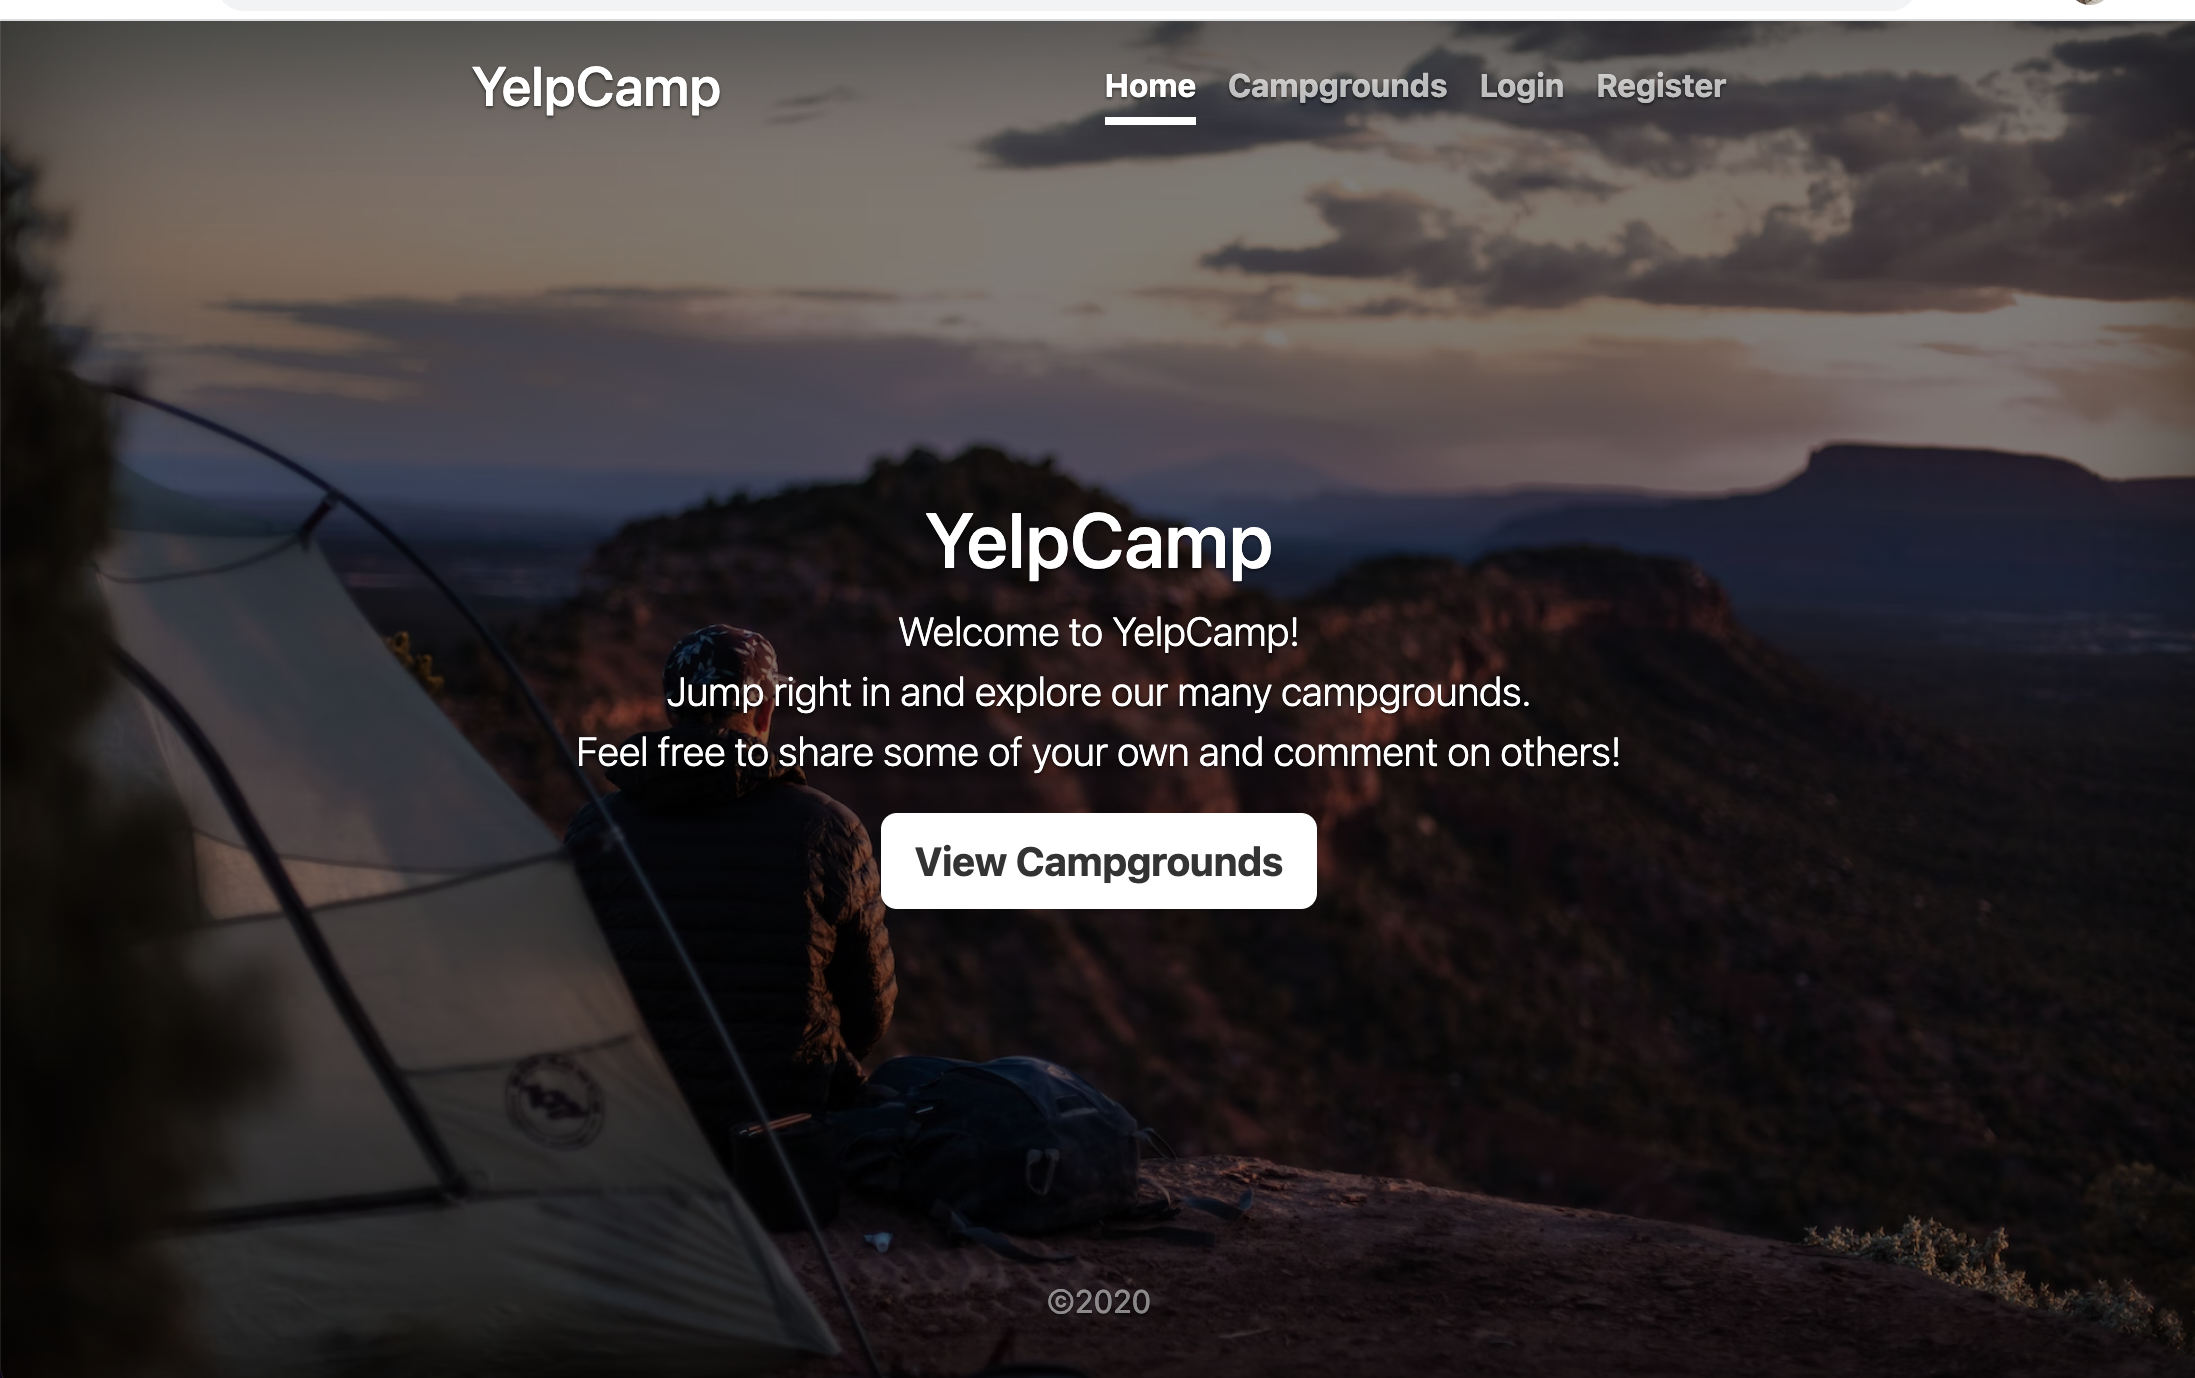 YelpCamp
Home Campgrounds Login Register
YelpCamp
Welcome to YelpCamp!
Jump right in and explore our many campgrounds.
Feel free to share some of your own and comment on others!
View Campgrounds
©2020